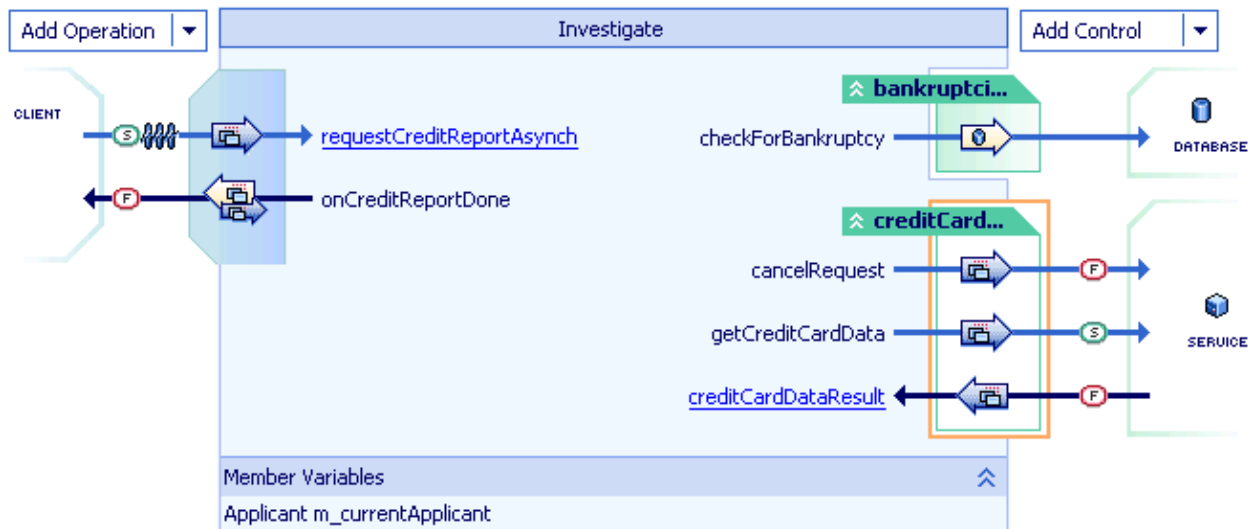 Add Operation
Investigate
Add Control
CLIENT
S
requestCreditReportAsynch
F
onCreditReportDone
bankruptci...
checkForBankruptcy
DATABASE
creditCard...
cancelRequest
F
getCreditCardData
S
SERVICE
creditCardDataResult
F
Member Variables
Applicant m_currentApplicant